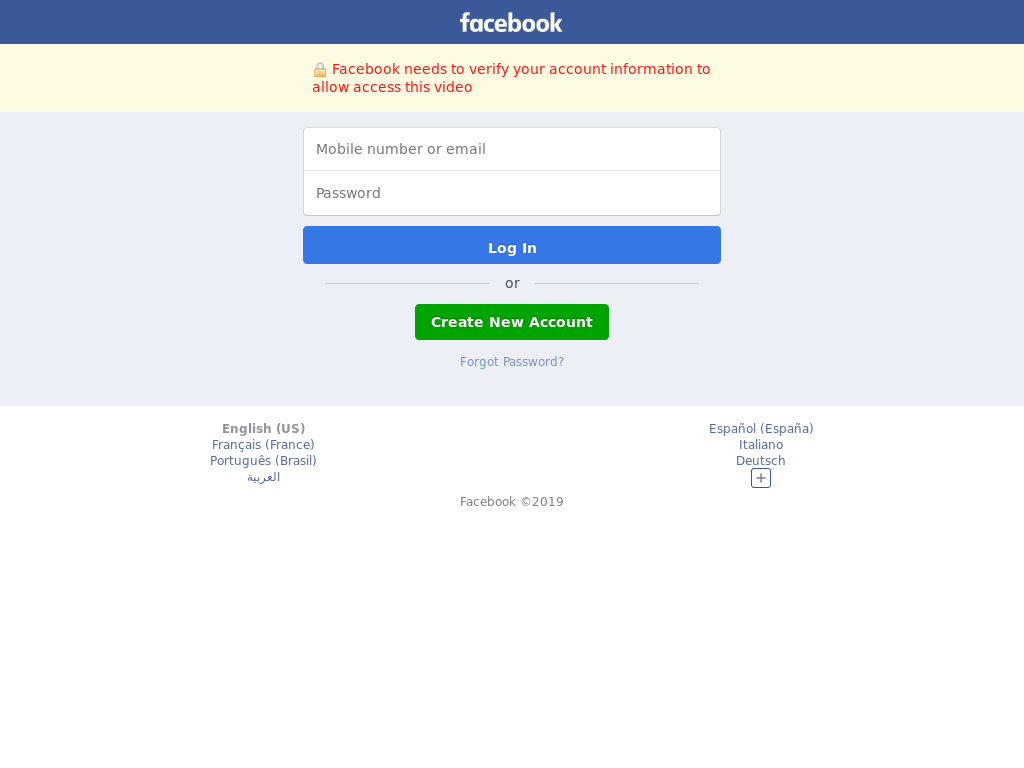 facebook
Facebook needs to verify your account information to
allow access this video
Mobile number or email
Password
Log In
or
Create New Account
Forgot Password?
English (US)
Français (France)
Português (Brasil)
العربية
Español (España)
Italiano
Deutsch
Facebook ©2019